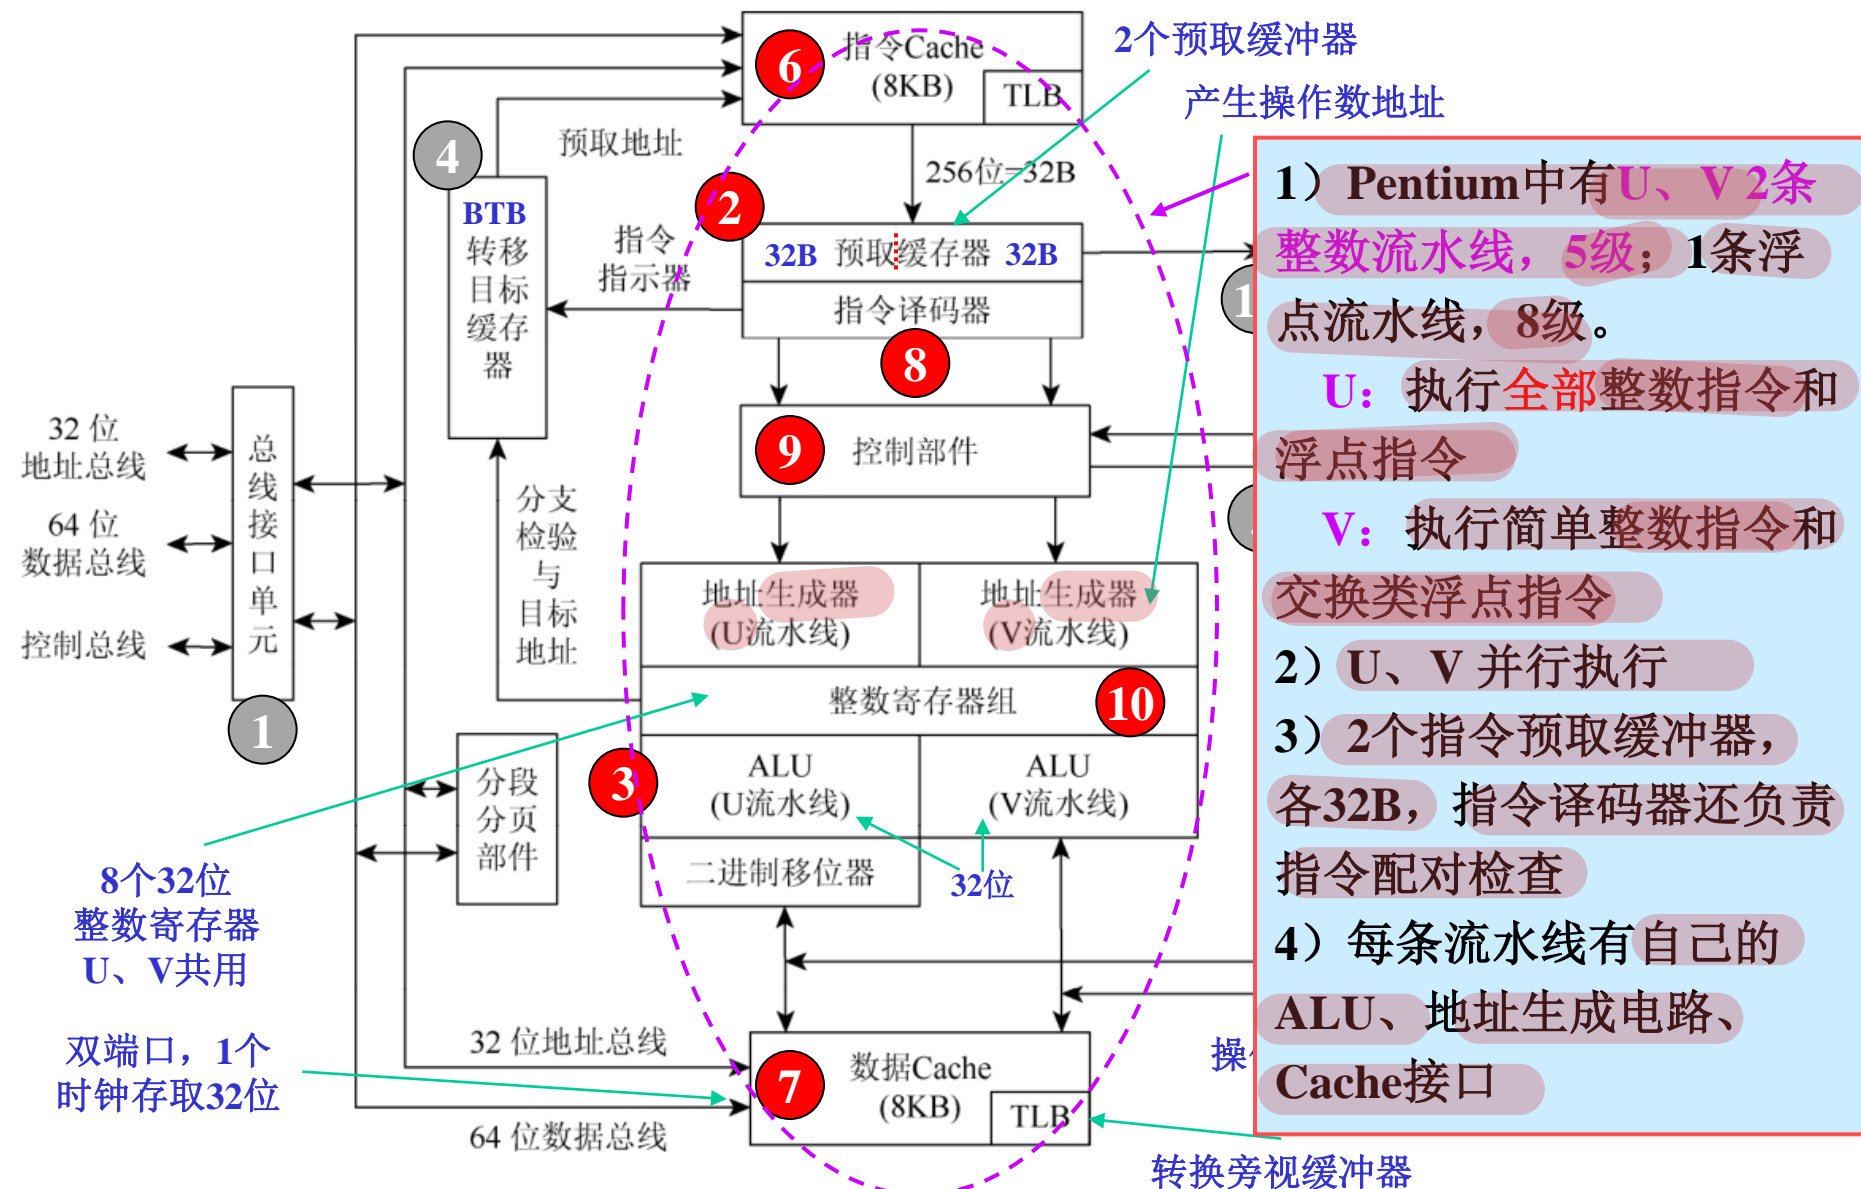 指令Cache
(8KB)
TLB
6
2个预取缓冲器
产生操作数地址
预取地址
4
256位=32B
2
BTB
转移
目标
缓存
器
指令
指示器
32B 预取缓存器 32B
指令译码器
8
9
控制部件
32 位
地址总线
64 位
数据总线
控制总线
总
线
接
口
单
元
1
分支
检验
与
目标
地址
地址生成器
(U流水线)
地址生成器
(V流水线)
整数寄存器组
10
3
ALU
(U流水线)
ALU
(V流水线)
二进制移位器
32位
分段
分页
部件
8个32位
整数寄存器
U、V共用
双端口，1个
时钟存取32位
32 位地址总线
64 位数据总线
7
数据Cache
(8KB)
TLB
转换旁视缓冲器
操
1）Pentium中有U、V 2条
整数流水线，5级；1条浮
点流水线，8级。
U：执行全部整数指令和
浮点指令
V：执行简单整数指令和
交换类浮点指令
2）U、V 并行执行
3）2个指令预取缓冲器，
各32B，指令译码器还负责
指令配对检查
4）每条流水线有自己的
ALU、地址生成电路、
Cache接口